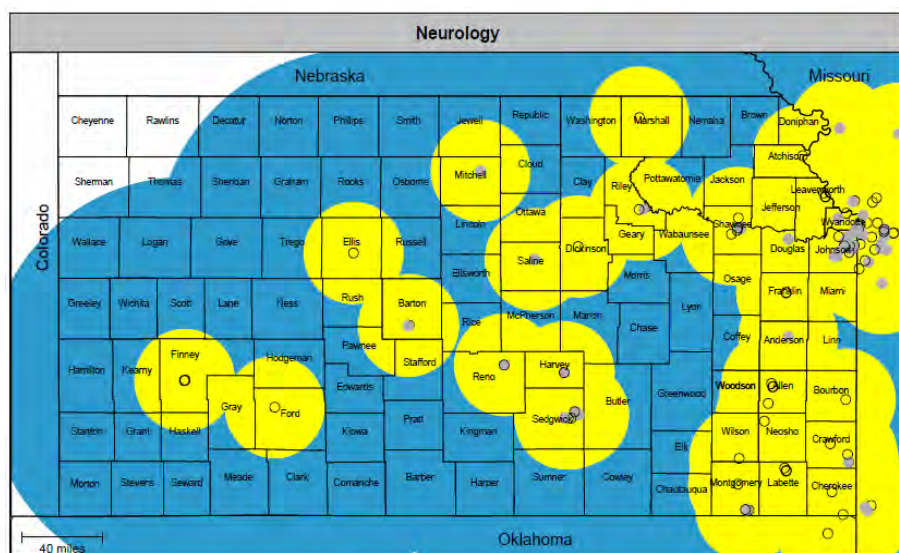 Neurology
Nebraska
Missouri
Cheyenne Rawlins Decatur Norton Phillips Smith Jewell Republic Washington Marshall Nemaha Brown Doniphan
Atchison
Sherman Thomas Sheridan Graham Rooks Osborne Mitchell Cloud Clay Riley Pottawatomie Jackson
Leavenworth
Jefferson
Wyandotte
Colorado
Lincoln Ottawa
Wallace Logan Gove Trego Ellis Russell Saline Dickinson Geary Wabaunsee Shawnee Douglas Johnson
Ellsworth Morris Osage
Greeley Wichita Scott Lane Ness Rush Barton Rice McPherson Marion Chase Lyon Franklin Miami
Hamilton Kearny Finney Hodgeman Pawnee Stafford Reno Harvey Coffey Anderson Linn
Gray Ford Edwards Pratt Sedgwick Butler Greenwood Woodson Allen Bourbon
Stanton Grant Haskell Kiowa Kingman Elk Wilson Neosho Crawford
Morton Stevens Seward Meade Clark Comanche Barber Harper Sumner Cowley Chautauqua Montgomery Labette Cherokee
40 miles
Oklahoma